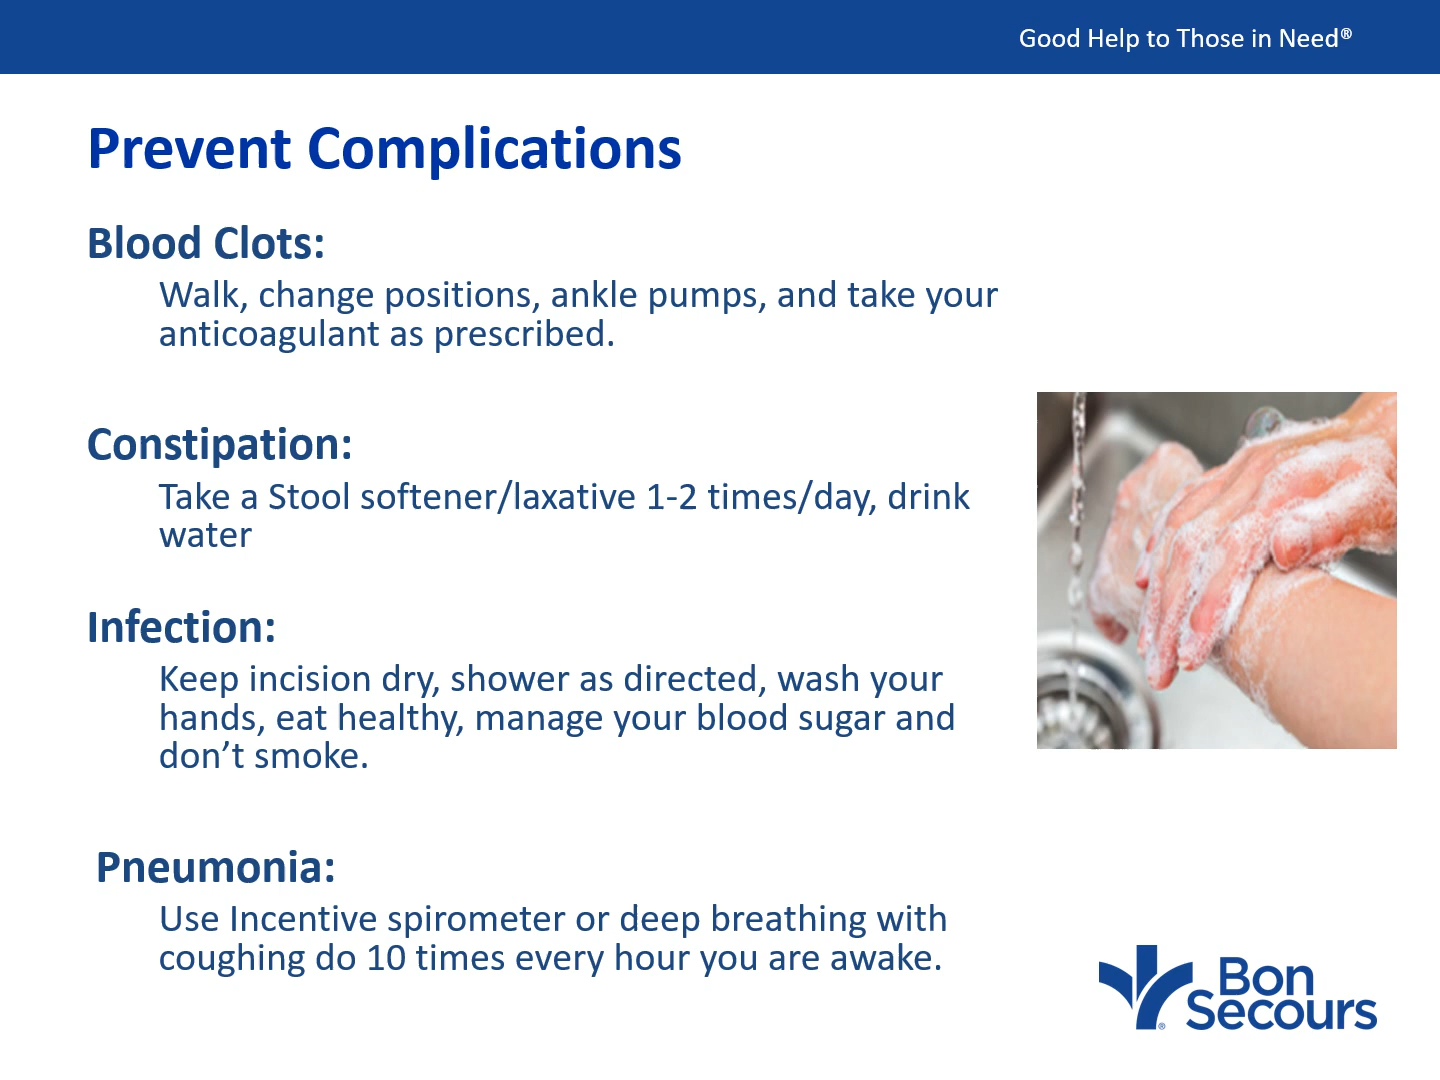 Good Help to Those in Need®
Prevent Complications
Blood Clots:
Walk, change positions, ankle pumps, and take your
anticoagulant as prescribed.
Constipation:
Take a Stool softener/laxative 1-2 times/day, drink
water
Infection:
Keep incision dry, shower as directed, wash your
hands, eat healthy, manage your blood sugar and
don’t smoke.
Pneumonia:
Use Incentive spirometer or deep breathing with
coughing do 10 times every hour you are awake.
Bon
Secours
®